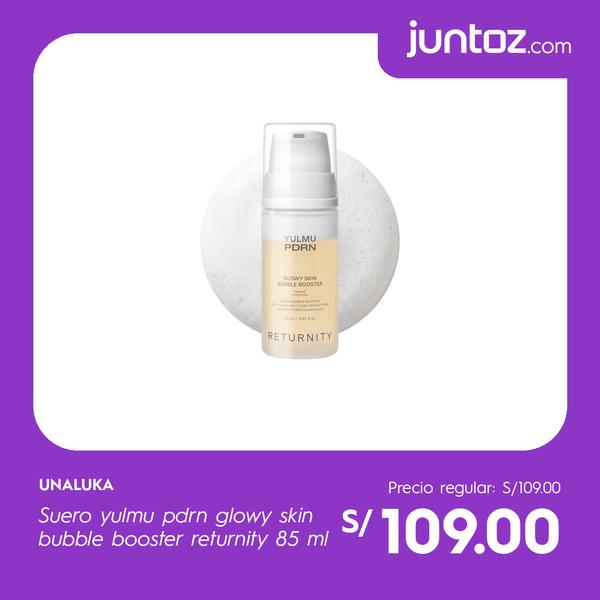 juntoz.com
YULMU
PDRN
GLOWY SKIN
BUBBLE BOOSTER
RETURNITY
UNALUKA
Precio regular: S/109.00
Suero yulmu pdrn glowy skin
bubble booster returnity 85 ml
S/ 109.00